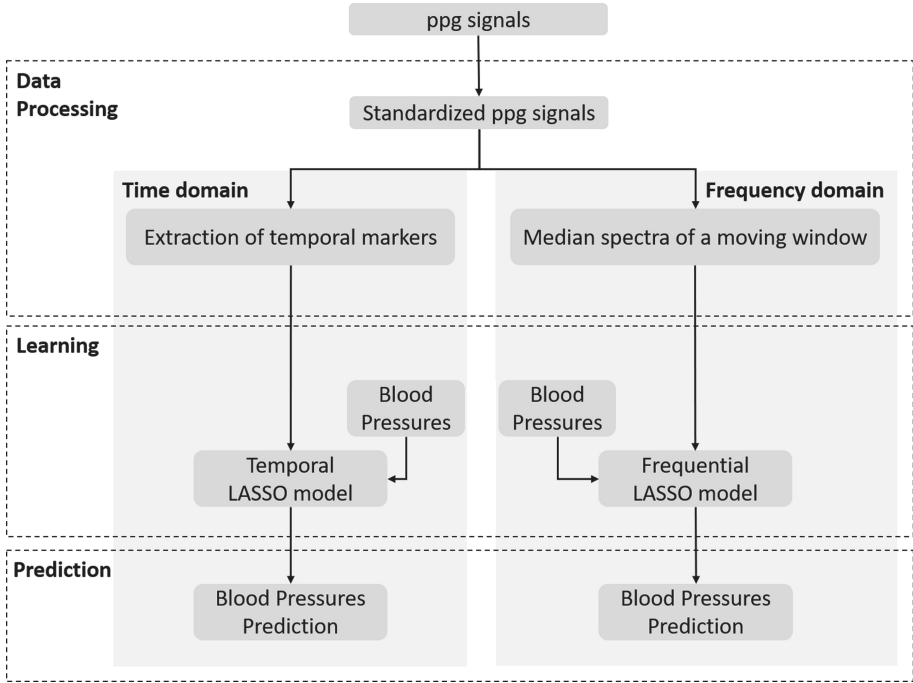 ppg signals
Data
Processing
Standardized ppg signals
Time domain
Frequency domain
Extraction of temporal markers
Median spectra of a moving window
Learning
Blood
Pressures
Blood
Pressures
Temporal
LASSO model
Frequential
LASSO model
Prediction
Blood Pressures
Prediction
Blood Pressures
Prediction